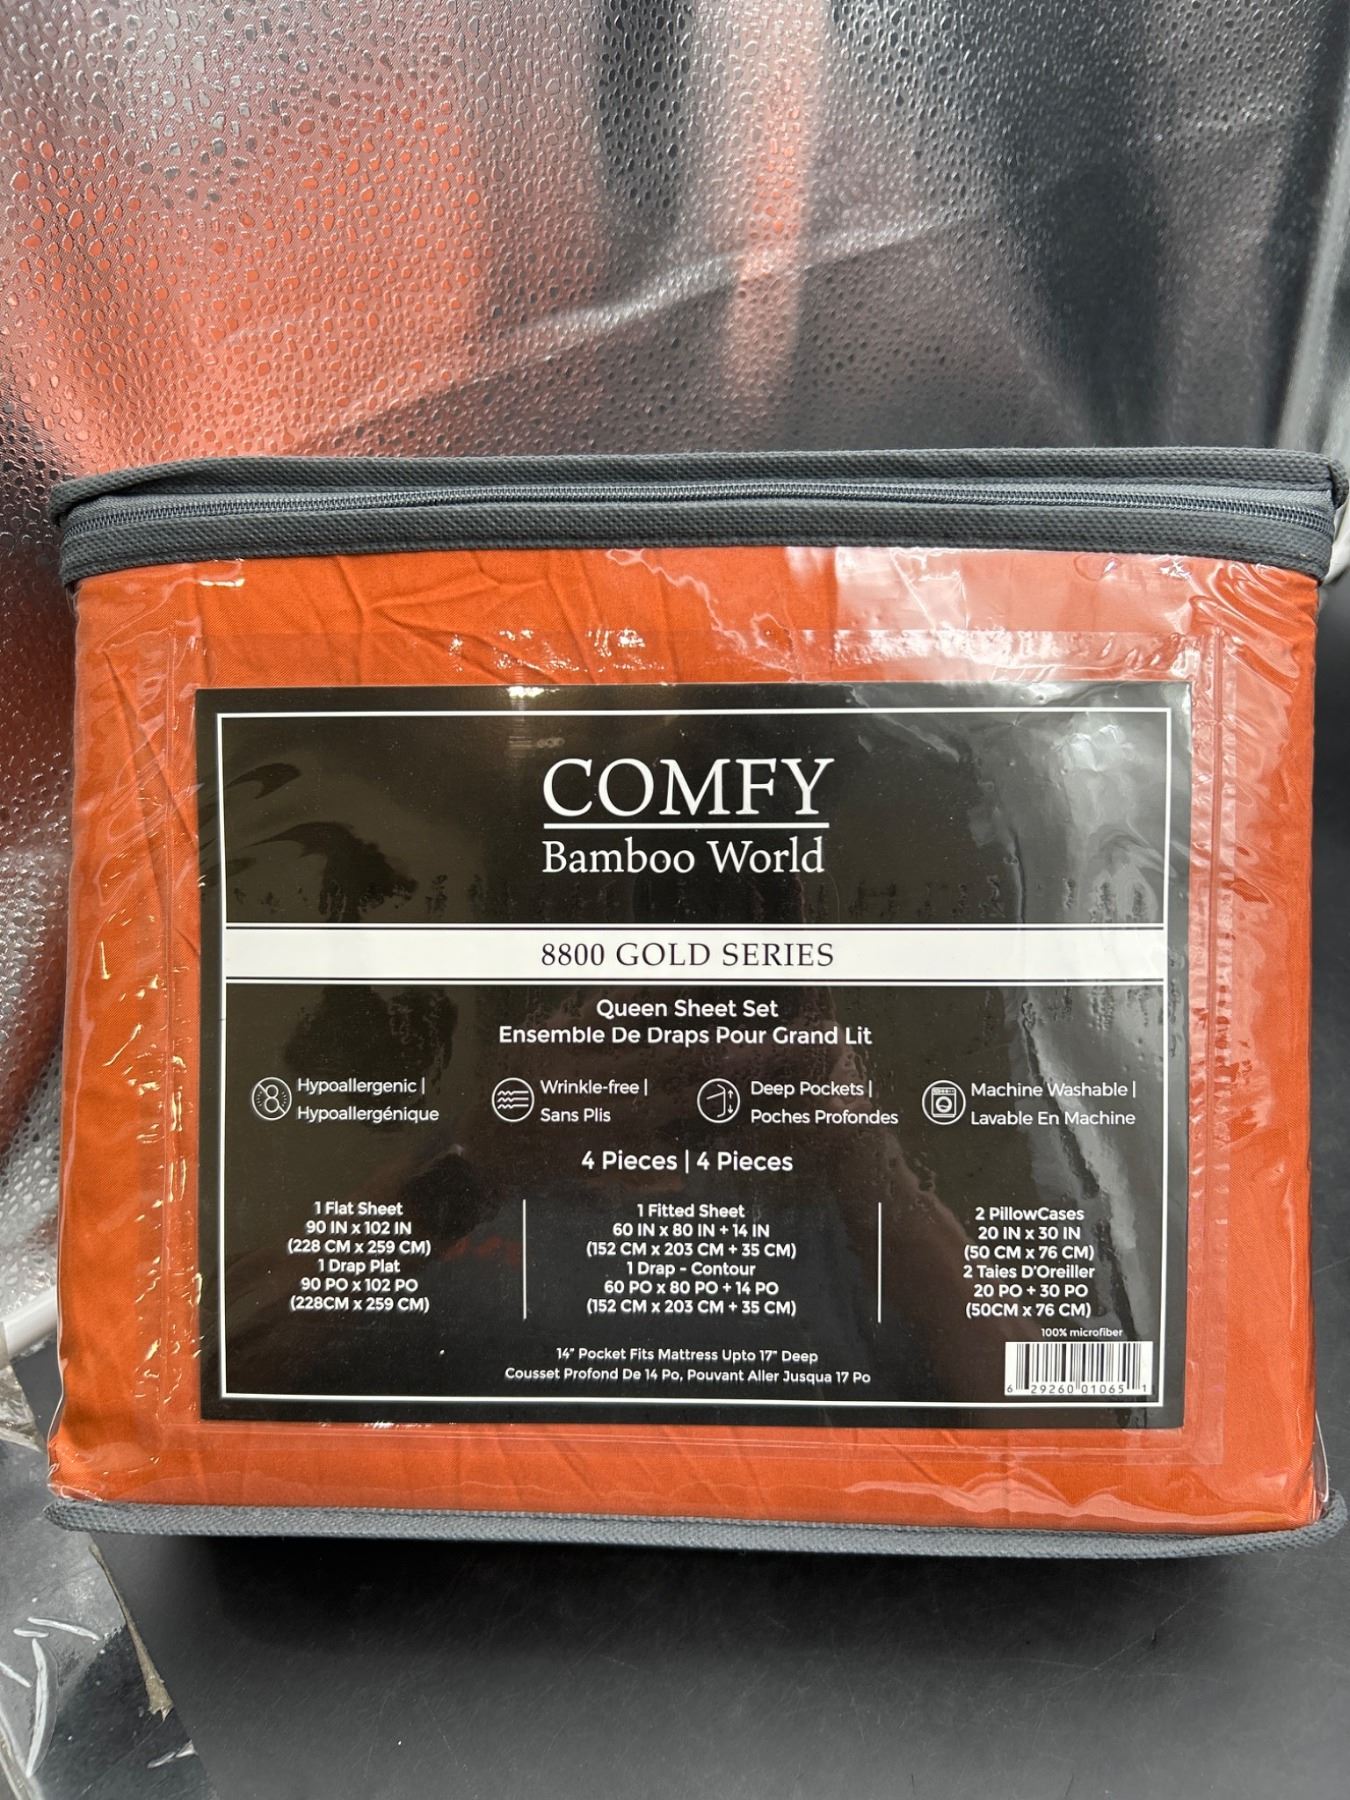 COMFY
Bamboo World
8800 GOLD SERIES
Queen Sheet Set
Ensemble De Draps Pour Grand Lit
Hypoallergenic |
Hypoallergénique
Wrinkle-free |
Sans Plis
Deep Pockets |
Poches Profondes
Machine Washable |
Lavable En Machine
4 Pieces | 4 Pieces
1 Flat Sheet
90 IN x 102 IN
(228 CM x 259 CM)
1 Drap Plat
90 PO x 102 PO
(228CM x 259 CM)
1 Fitted Sheet
60 IN x 80 IN + 14 IN
(152 CM x 203 CM + 35 CM)
1 Drap - Contour
60 PO x 80 PO + 14 PO
(152 CM x 203 CM + 35 CM)
2 PillowCases
20 IN x 30 IN
(50 CM x 76 CM)
2 Taies D'Oreiller
20 PO + 30 PO
(50CM x 76 CM)
14" Pocket Fits Mattress Upto 17" Deep
Cousset Profond De 14 Po, Pouvant Aller Jusqua 17 Po
100% microfiber
6 29260 01065 1